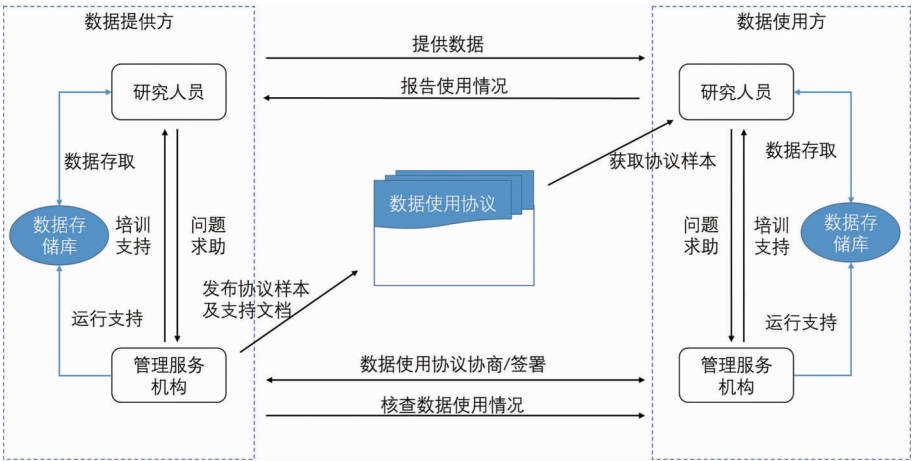 数据提供方
数据使用方
提供数据
报告使用情况
研究人员
研究人员
数据存取
数据存取
获取协议样本
数据使用协议
数据存
储库
培训
支持
问题
求助
问题
求助
培训
支持
数据存
储库
发布协议样本
及支持文档
运行支持
运行支持
管理服务
机构
数据使用协议协商/签署
管理服务
机构
核查数据使用情况